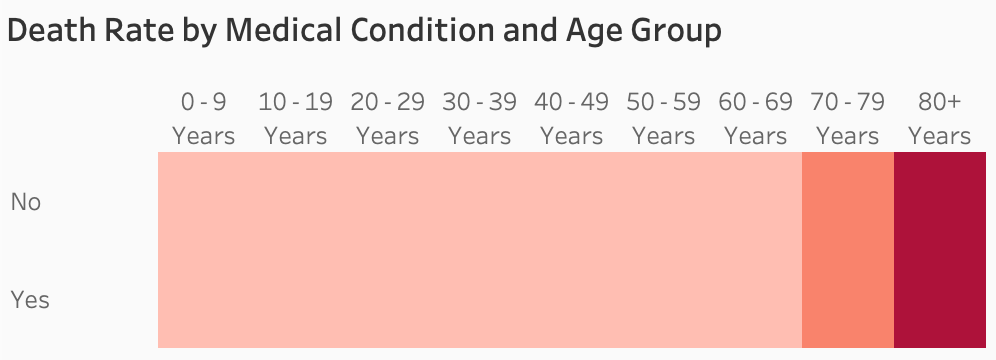 Death Rate by Medical Condition and Age Group
0 - 9 10 - 19 20 - 29 30 - 39 40 - 49 50 - 59 60 - 69 70 - 79 80+
Years Years Years Years Years Years Years Years Years
No
Yes